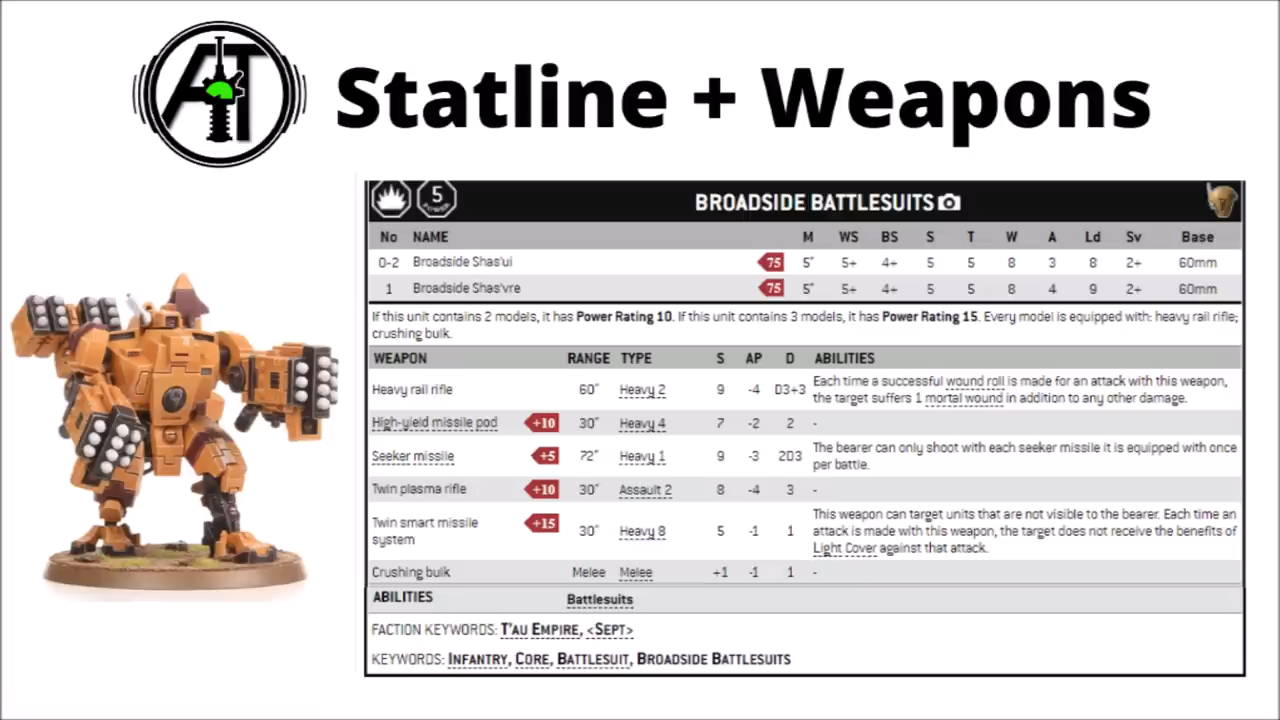 AT
Statline + Weapons
5
POWER
BROADSIDE BATTLESUITS
No NAME M WS BS S T W A Ld Sv Base
0-2 Broadside Shas'ui 75 5" 5+ 4+ 5 5 8 3 8 2+ 60mm
1 Broadside Shas'vre 75 5" 5+ 4+ 5 5 8 4 9 2+ 60mm
If this unit contains 2 models, it has Power Rating 10. If this unit contains 3 models, it has Power Rating 15. Every model is equipped with: heavy rail rifle;
crushing bulk.
WEAPON RANGE TYPE S AP D ABILITIES
Heavy rail rifle 60" Heavy 2 9 -4 D3+3 Each time a successful wound roll is made for an attack with this weapon,
the target suffers 1 mortal wound in addition to any other damage.
High-yield missile pod +10 30" Heavy 4 7 -2 2 -
Seeker missile +5 72" Heavy 1 9 -3 2D3 The bearer can only shoot with each seeker missile it is equipped with once
per battle.
Twin plasma rifle +10 30" Assault 2 8 -4 3 -
Twin smart missile
system +15 30" Heavy 8 5 -1 1 This weapon can target units that are not visible to the bearer. Each time an
attack is made with this weapon, the target does not receive the benefits of
Light Cover against that attack.
Crushing bulk Melee Melee +1 -1 1 -
ABILITIES Battlesuits
FACTION KEYWORDS: T'AU EMPIRE, <SEPT>
KEYWORDS: INFANTRY, CORE, BATTLESUIT, BROADSIDE BATTLESUITS